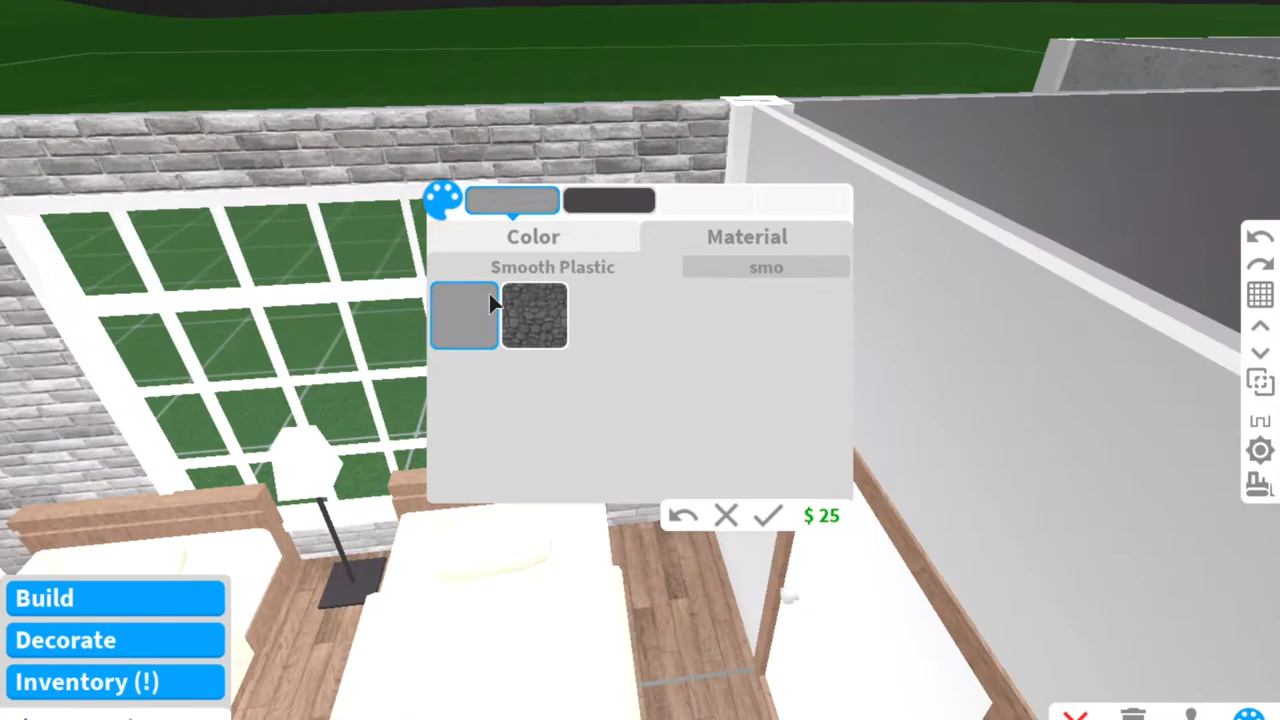 Color
Material
Smooth Plastic
smo
$ 25
Build
Decorate
Inventory (!)